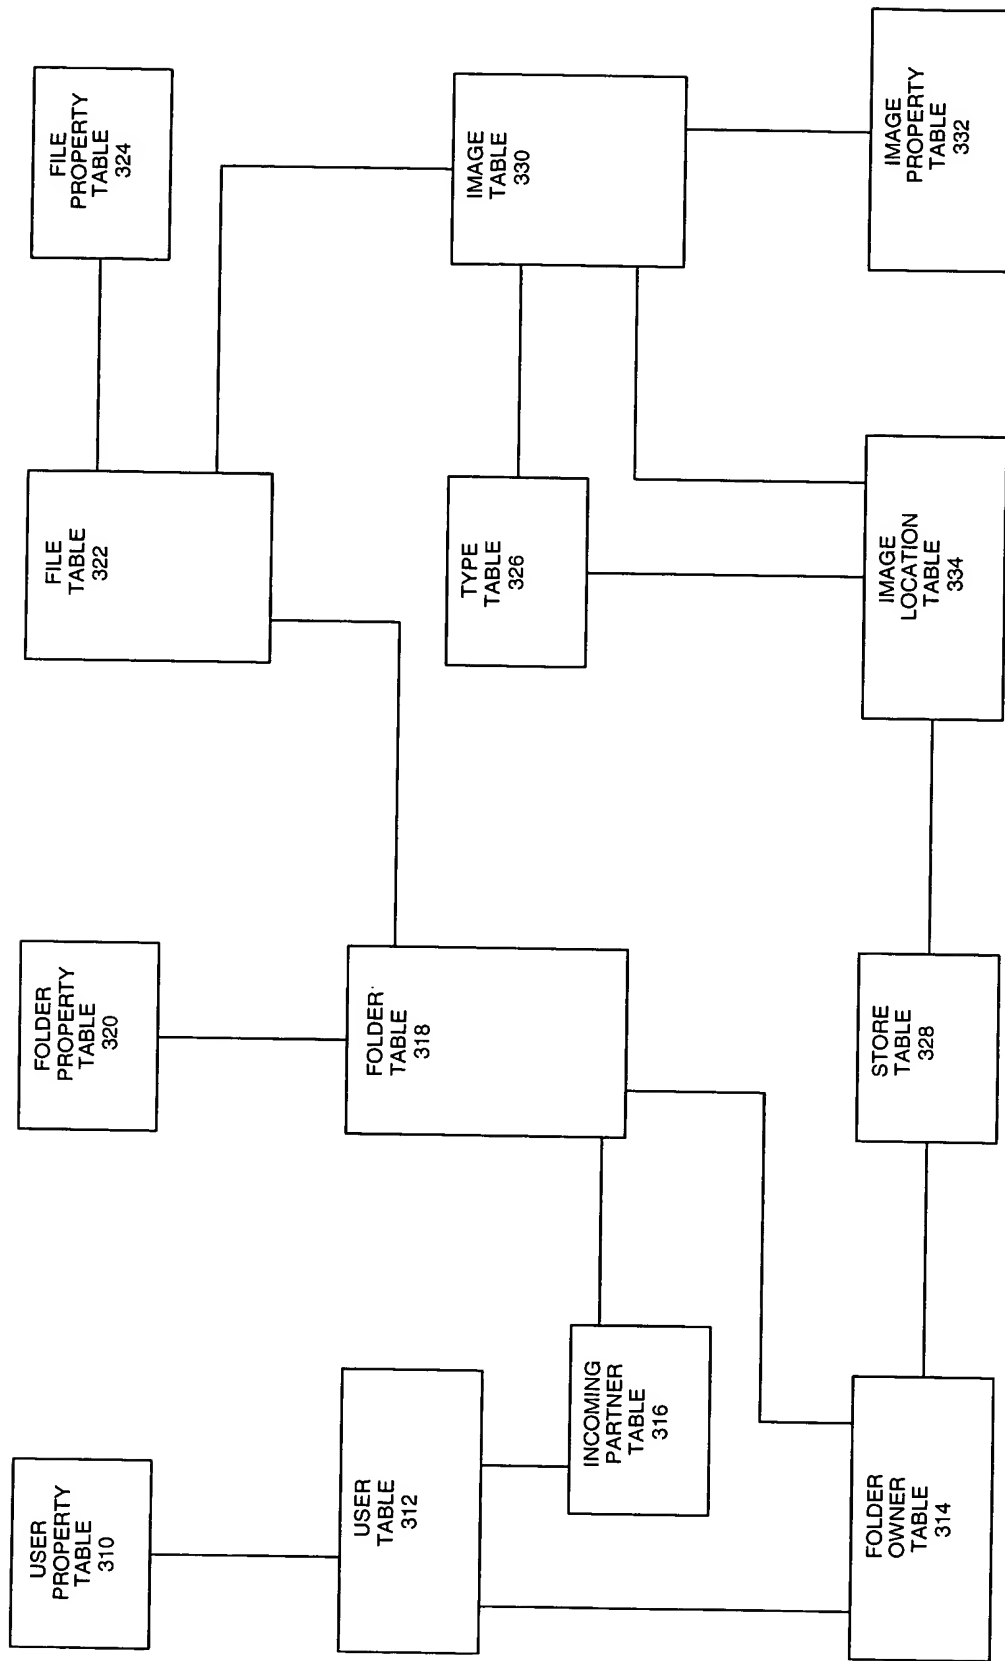 USER
PROPERTY
TABLE
310
FOLDER
PROPERTY
TABLE
320
FILE
PROPERTY
TABLE
324
FILE
TABLE
322
USER
TABLE
312
FOLDER
TABLE
318
TYPE
TABLE
326
IMAGE
TABLE
330
INCOMING
PARTNER
TABLE
316
FOLDER
OWNER
TABLE
314
STORE
TABLE
328
IMAGE
LOCATION
TABLE
334
IMAGE
PROPERTY
TABLE
332